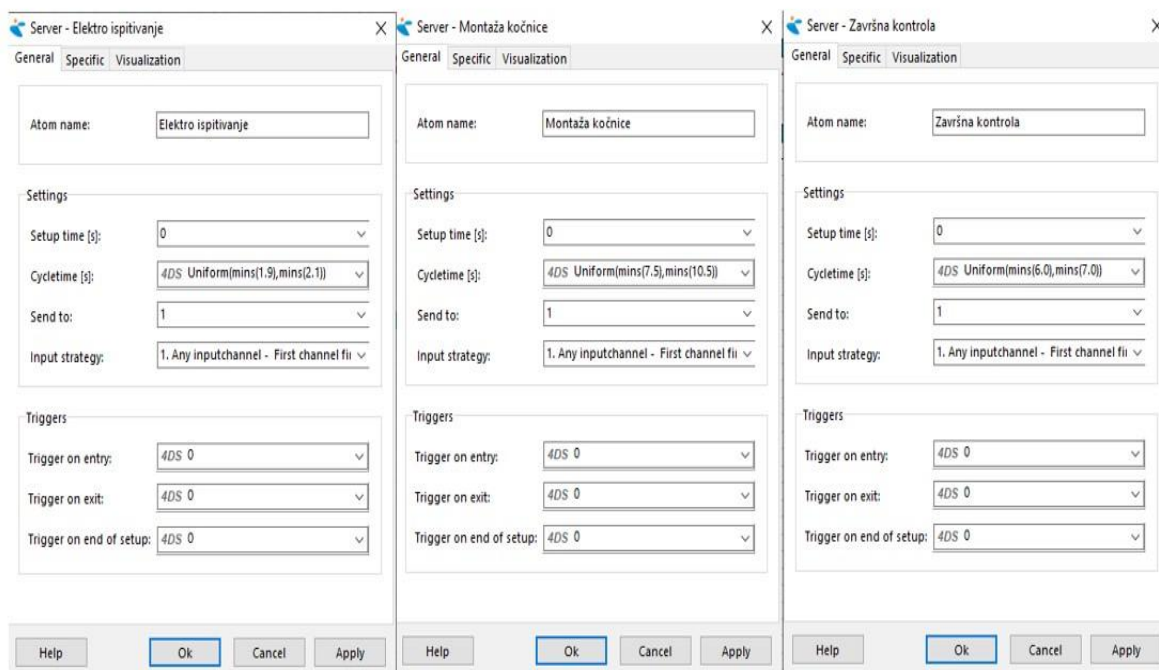 Server - Elektro ispitivanje
General Specific Visualization
Atom name: Elektro ispitivanje
Settings
Setup time [s]: 0
Cycletime [s]: 4DS Uniform(mins(1.9),mins(2.1))
Send to: 1
Input strategy: 1. Any inputchannel - First channel fi
Triggers
Trigger on entry: 4DS 0
Trigger on exit: 4DS 0
Trigger on end of setup: 4DS 0
Help Ok Cancel Apply
Server - Montaža kočnice
General Specific Visualization
Atom name: Montaža kočnice
Settings
Setup time [s]: 0
Cycletime [s]: 4DS Uniform(mins(7.5),mins(10.5))
Send to: 1
Input strategy: 1. Any inputchannel - First channel fi
Triggers
Trigger on entry: 4DS 0
Trigger on exit: 4DS 0
Trigger on end of setup: 4DS 0
Help Ok Cancel Apply
Server - Završna kontrola
General Specific Visualization
Atom name: Završna kontrola
Settings
Setup time [s]: 0
Cycletime [s]: 4DS Uniform(mins(6.0),mins(7.0))
Send to: 1
Input strategy: 1. Any inputchannel - First channel fi
Triggers
Trigger on entry: 4DS 0
Trigger on exit: 4DS 0
Trigger on end of setup: 4DS 0
Help Ok Cancel Apply